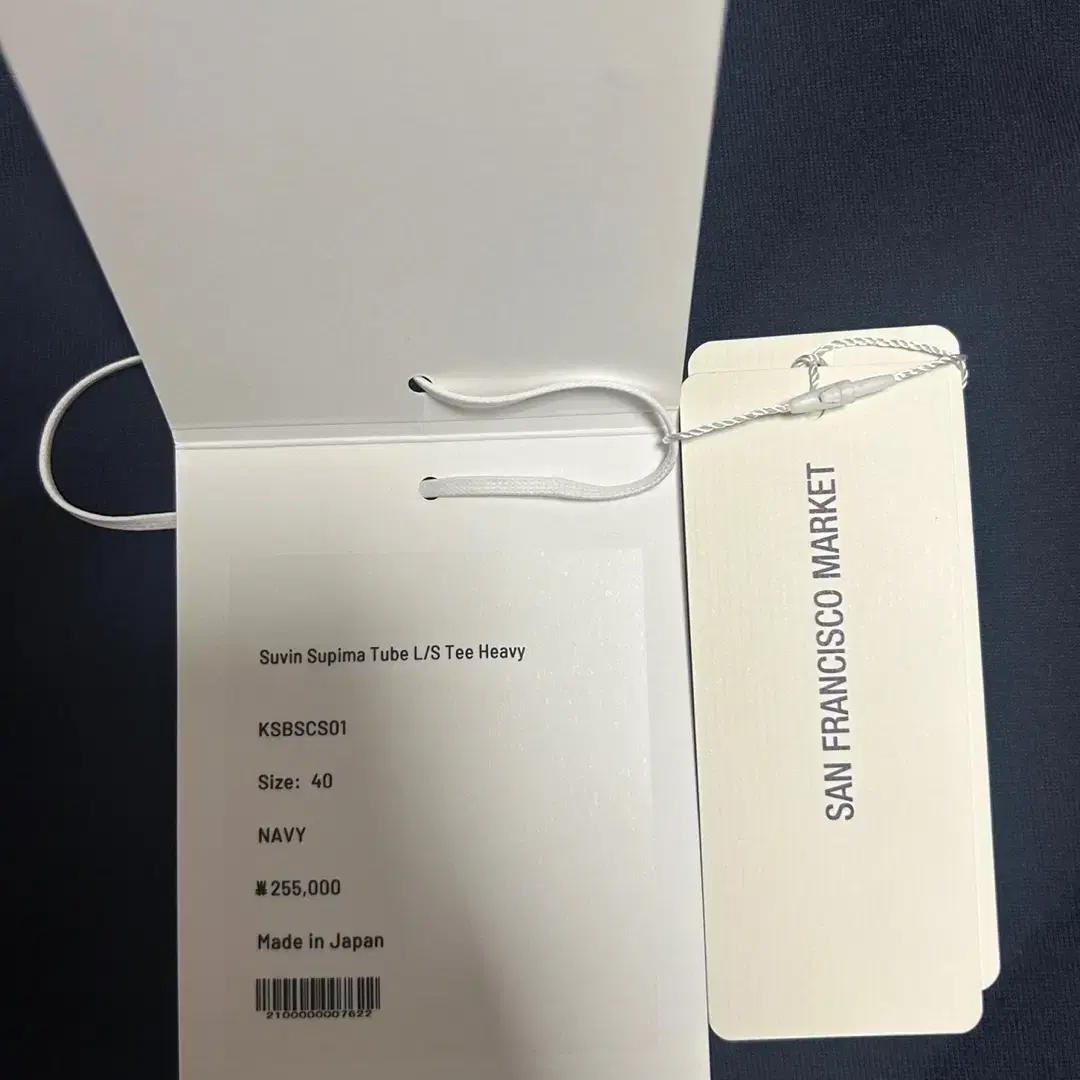 Suvin Supima Tube L/S Tee Heavy
KSBSCS01
Size: 40
NAVY
₩255,000
Made in Japan
2100000007622
SAN FRANCISCO MARKET